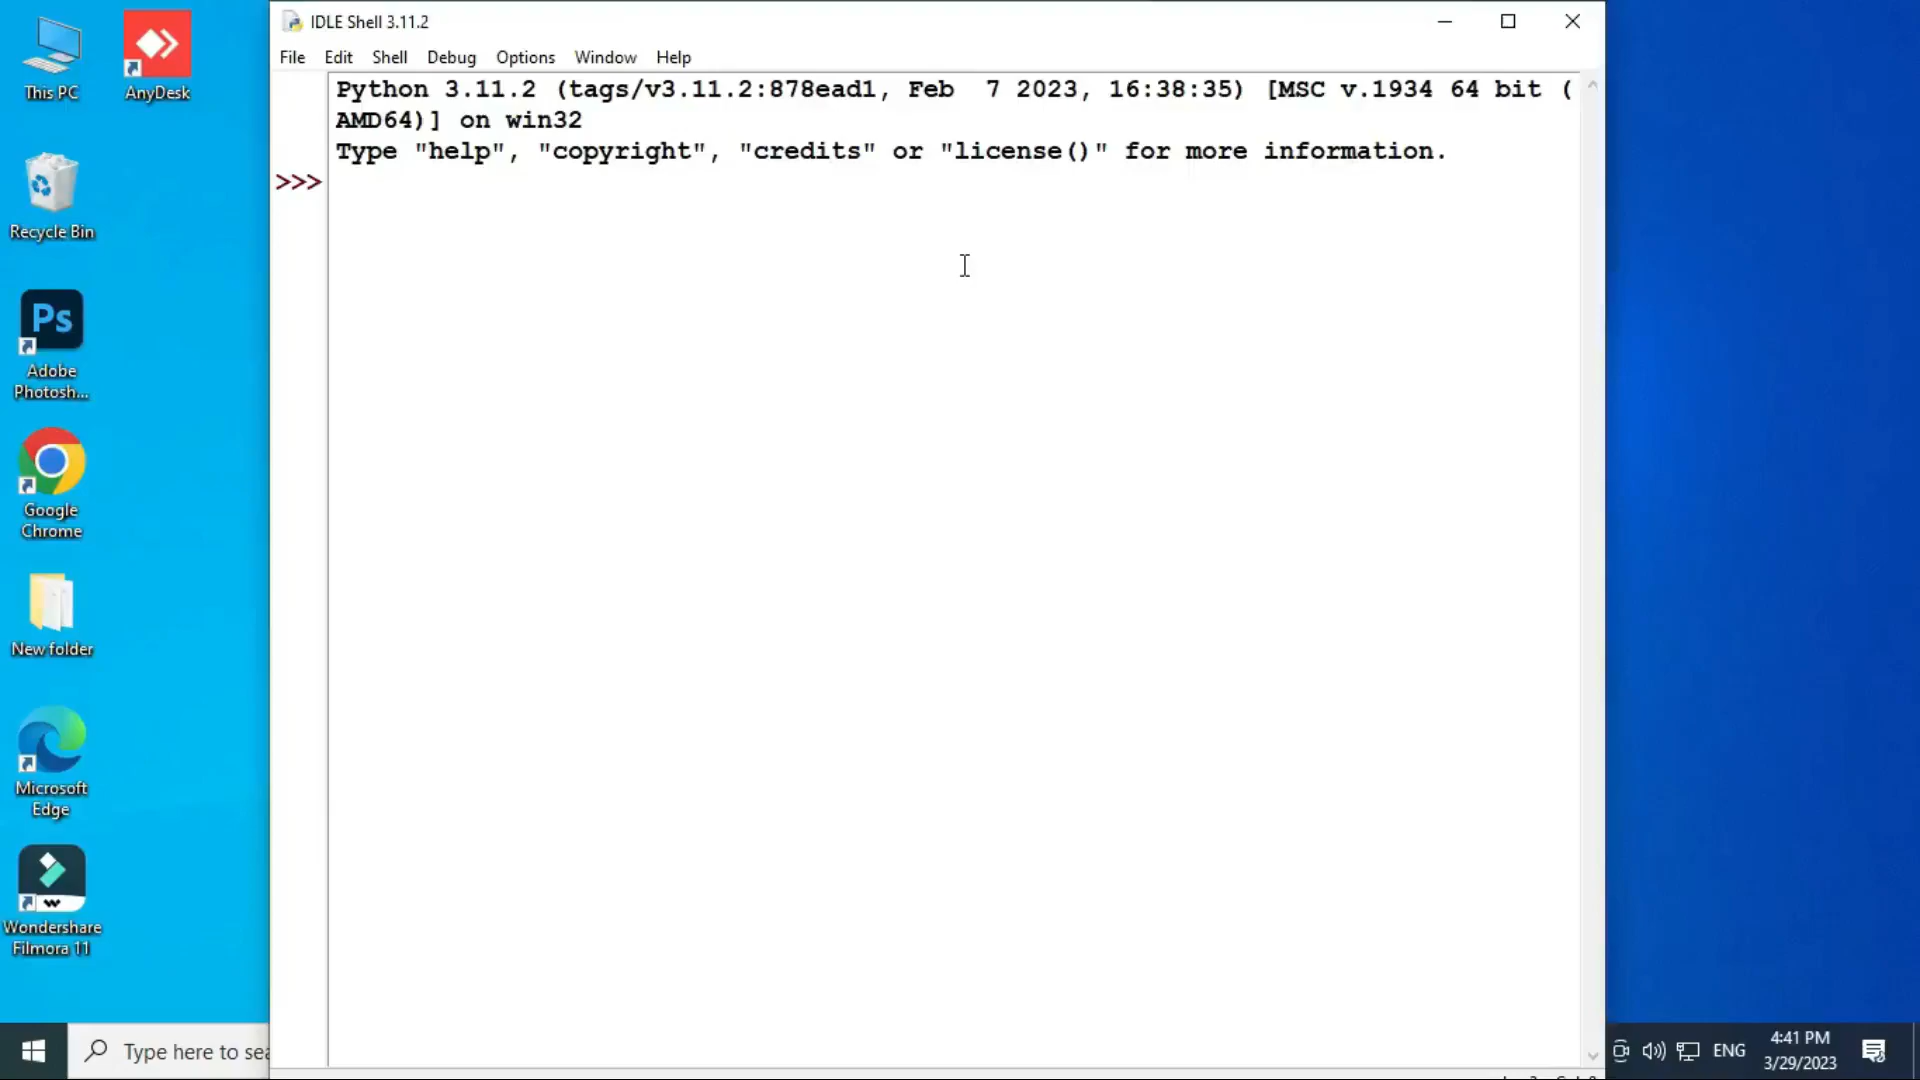 This PC
AnyDesk
Recycle Bin
Ps
Adobe
Photosh...
Google
Chrome
New folder
Microsoft
Edge
Wondershare
Filmora 11
IDLE Shell 3.11.2
File Edit Shell Debug Options Window Help
Python 3.11.2 (tags/v3.11.2:878ead1, Feb  7 2023, 16:38:35) [MSC v.1934 64 bit (
AMD64)] on win32
Type "help", "copyright", "credits" or "license()" for more information.
>>>
Type here to sea
ENG
4:41 PM
3/29/2023